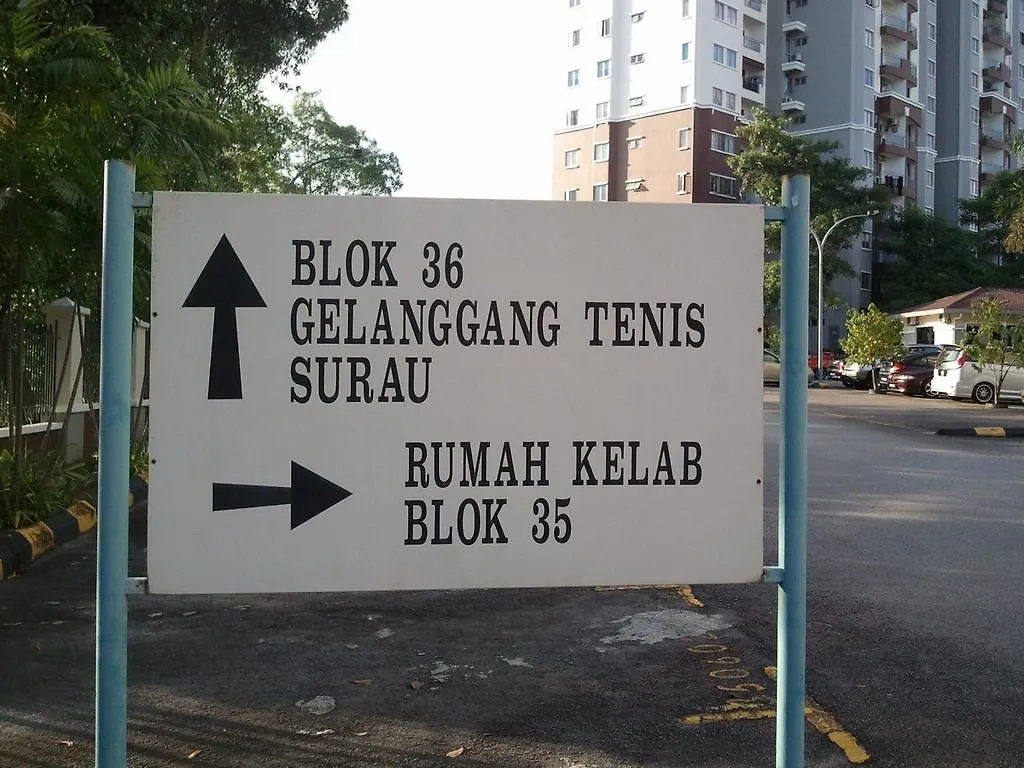 BLOK 36
GELANGGANG TENIS
SURAU
RUMAH KELAB
BLOK 35